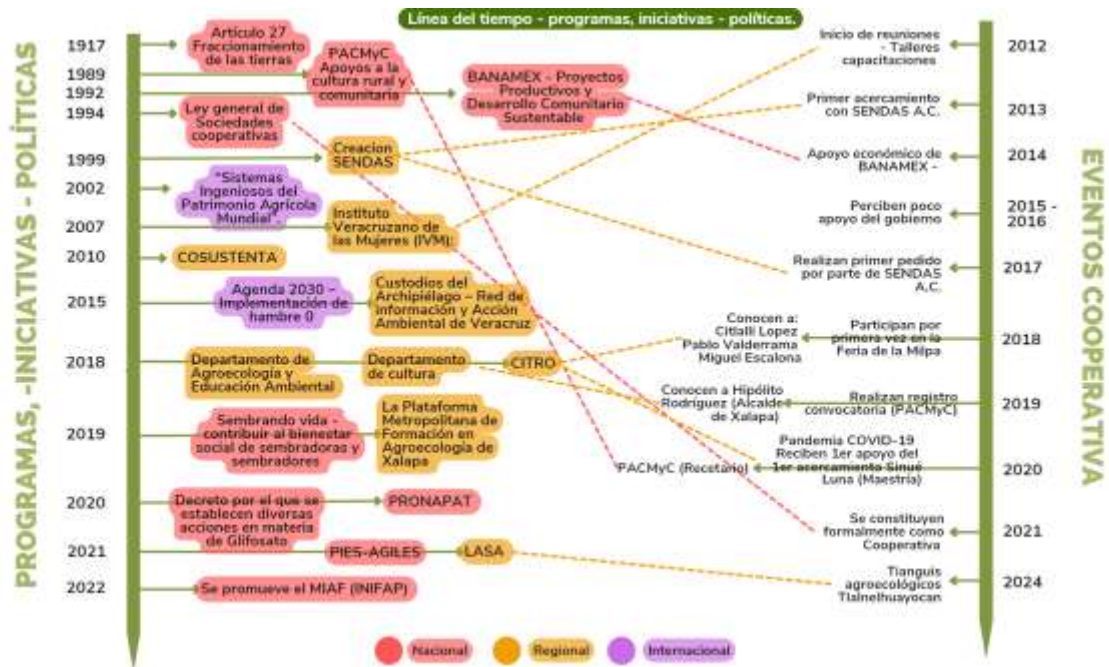 Línea del tiempo - programas, iniciativas - políticas.
PROGRAMAS, -INICIATIVAS - POLÍTICAS
1917
Artículo 27
Fraccionamiento
de las tierras
1989
PACMyC
Apoyos a la
cultura rural y
comunitaria
1992
BANAMEX - Proyectos
Productivos y
Desarrollo Comunitario
Sustentable
1994
Ley general de
Sociedades
cooperativas
1999
Creacion
SENDAS
2002
"Sistemas
Ingeniosos del
Patrimonio Agrícola
Mundial".
2007
Instituto
Veracruzano de
las Mujeres (IVM):
2010
COSUSTENTA
2015
Agenda 2030 -
Implementación de
hambre 0
Custodios del
Archipiélago - Red de
información y Acción
Ambiental de Veracruz
2018
Departamento de
Agroecología y
Educación Ambiental
Departamento
de cultura
CITRO
2019
Sembrando vida -
contribuir al bienestar
social de sembradoras y
sembradores
La Plataforma
Metropolitana de
Formación en
Agroecología de
Xalapa
2020
Decreto por el que se
establecen diversas
acciones en materia
de Glifosato
PRONAPAT
2021
PIES-AGILES
LASA
2022
Se promueve el MIAF (INIFAP)
EVENTOS COOPERATIVA
Inicio de reuniones
- Talleres
capacitaciones
2012
Primer acercamiento
con SENDAS A.C.
2013
Apoyo económico de
BANAMEX -
2014
Perciben poco
apoyo del gobierno
2015 -
2016
Realizan primer pedido
por parte de SENDAS
A.C.
2017
Conocen a:
Citlalli Lopez
Pablo Valderrama
Miguel Escalona
Participan por
primera vez en la
Feria de la Milpa
2018
Conocen a Hipólito
Rodríguez (Alcalde
de Xalapa)
Realizan registro
convocatoria (PACMyC)
2019
PACMyC (Recetario)
Pandemia COVID-19
Reciben 1er apoyo del
1er acercamiento Sinué
Luna (Maestría)
2020
Se constituyen
formalmente como
Cooperativa
2021
Tianguis
agroecológicos
Tlalnelhuayocan
2024
Nacional
Regional
Internacional